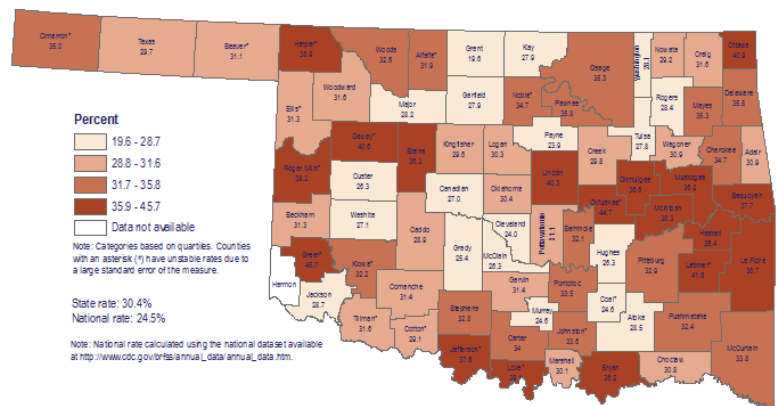 Cimarron*
35.0
Texas
29.7
Beaver*
31.1
Harper*
38.9
Woods
32.6
Alfalfa*
31.9
Grant
19.6
Kay
27.9
Osage
35.3
Washington
28.1
Nowata
29.2
Craig
31.6
Ottawa
40.9
Ellis*
31.3
Woodward
31.6
Major
28.2
Garfield
27.9
Noble*
34.7
Pawnee
35.8
Rogers
28.4
Mayes
35.3
Delaware
35.5
Percent
19.6 - 28.7
28.8 - 31.6
31.7 - 35.8
35.9 - 45.7
Data not available
Note: Categories based on quartiles. Counties
with an asterisk (*) have unstable rates due to
a large standard error of the measure.
State rate: 30.4%
National rate: 24.5%
Note: National rate calculated using the national dataset available
at http://www.cdc.gov/brfss/annual_data/annual_data.htm.
Roger Mills*
39.2
Dewey*
40.6
Blaine
36.3
Kingfisher
29.6
Logan
30.3
Payne
23.9
Creek
29.8
Tulsa
27.8
Wagoner
30.9
Cherokee
34.7
Adair
30.9
Custer
26.3
Canadian
27.0
Oklahoma
30.4
Lincoln
40.3
Okmulgee
36.6
Muskogee
36.2
Sequoyah
37.7
Beckham
31.3
Washita
27.1
Caddo
28.9
Grady
25.4
Cleveland
24.0
McClain
26.3
Pottawatomie
31.1
Seminole
32.1
Okfuskee*
44.7
McIntosh
38.3
Haskell
36.4
Hughes
26.3
Pittsburg
32.9
Latimer*
Le Flore
36.7
Greer*
45.7
Kiowa*
32.2
Harmon
Jackson
28.7
Comanche
31.4
Tillman*
31.6
Cotton*
29.1
Stephens
32.8
Garvin
31.4
Murray
24.6
Pontotoc
33.5
Coal*
24.6
Atoka
28.5
Pushmataha
32.4
McCurtain
33.8
Jefferson*
37.6
Carter
34
Love*
Johnston*
33.6
Marshall
30.1
Bryan
36.2
Choctaw
30.8